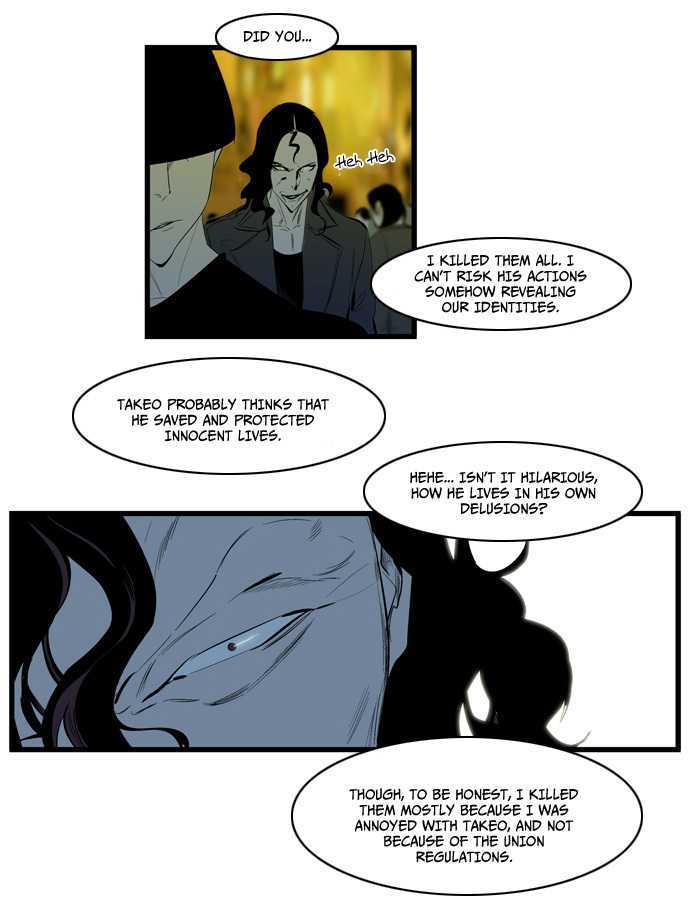 DID YOU...
Heh Heh
I KILLED THEM ALL. I
CAN'T RISK HIS ACTIONS
SOMEHOW REVEALING
OUR IDENTITIES.
TAKEO PROBABLY THINKS THAT
HE SAVED AND PROTECTED
INNOCENT LIVES.
HEHE... ISN'T IT HILARIOUS,
HOW HE LIVES IN HIS OWN
DELUSIONS?
THOUGH, TO BE HONEST, I KILLED
THEM MOSTLY BECAUSE I WAS
ANNOYED WITH TAKEO, AND NOT
BECAUSE OF THE UNION
REGULATIONS.